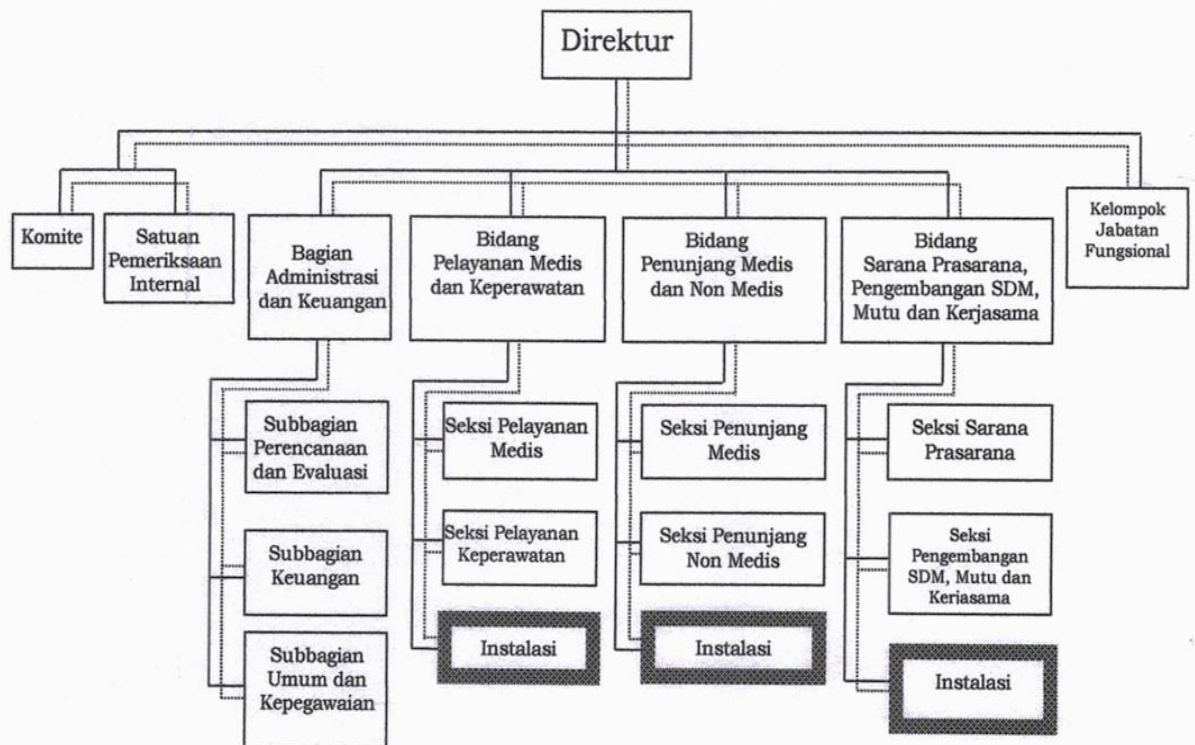 Direktur
Komite
Satuan
Pemeriksaan
Internal
Bagian
Administrasi
dan Keuangan
Bidang
Pelayanan Medis
dan Keperawatan
Bidang
Penunjang Medis
dan Non Medis
Bidang
Sarana Prasarana,
Pengembangan SDM,
Mutu dan Kerjasama
Kelompok
Jabatan
Fungsional
Subbagian
Perencanaan
dan Evaluasi
Subbagian
Keuangan
Subbagian
Umum dan
Kepegawaian
Seksi Pelayanan
Medis
Seksi Pelayanan
Keperawatan
Instalasi
Seksi Penunjang
Medis
Seksi Penunjang
Non Medis
Instalasi
Seksi Sarana
Prasarana
Seksi
Pengembangan
SDM, Mutu dan
Kerjasama
Instalasi